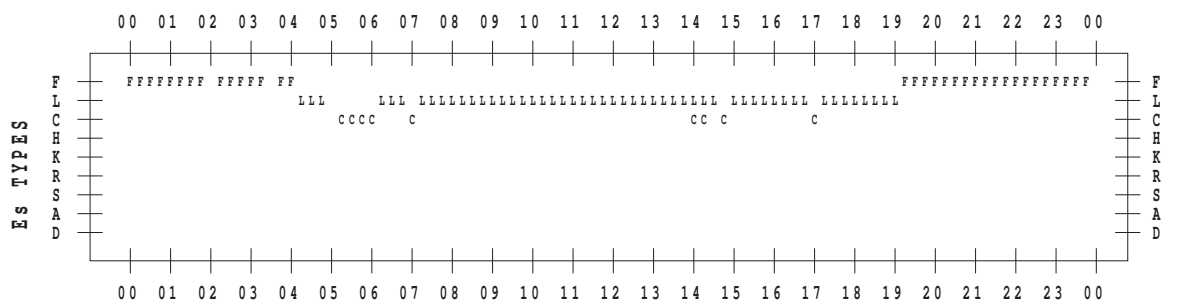 00 01 02 03 04 05 06 07 08 09 10 11 12 13 14 15 16 17 18 19 20 21 22 23 00
F FFFFFFFF FFFFF FF FFFFFFFFFFFFFFFFFFF F
L LLL LLL LLLLLLLLLLLLLLLLLLLLLLLLLLLLLL LLLLLLLL LLLLLLLL L
C CCCC C CC C C C
H H
K K
R R
S S
A A
D D
Es TYPES
00 01 02 03 04 05 06 07 08 09 10 11 12 13 14 15 16 17 18 19 20 21 22 23 00